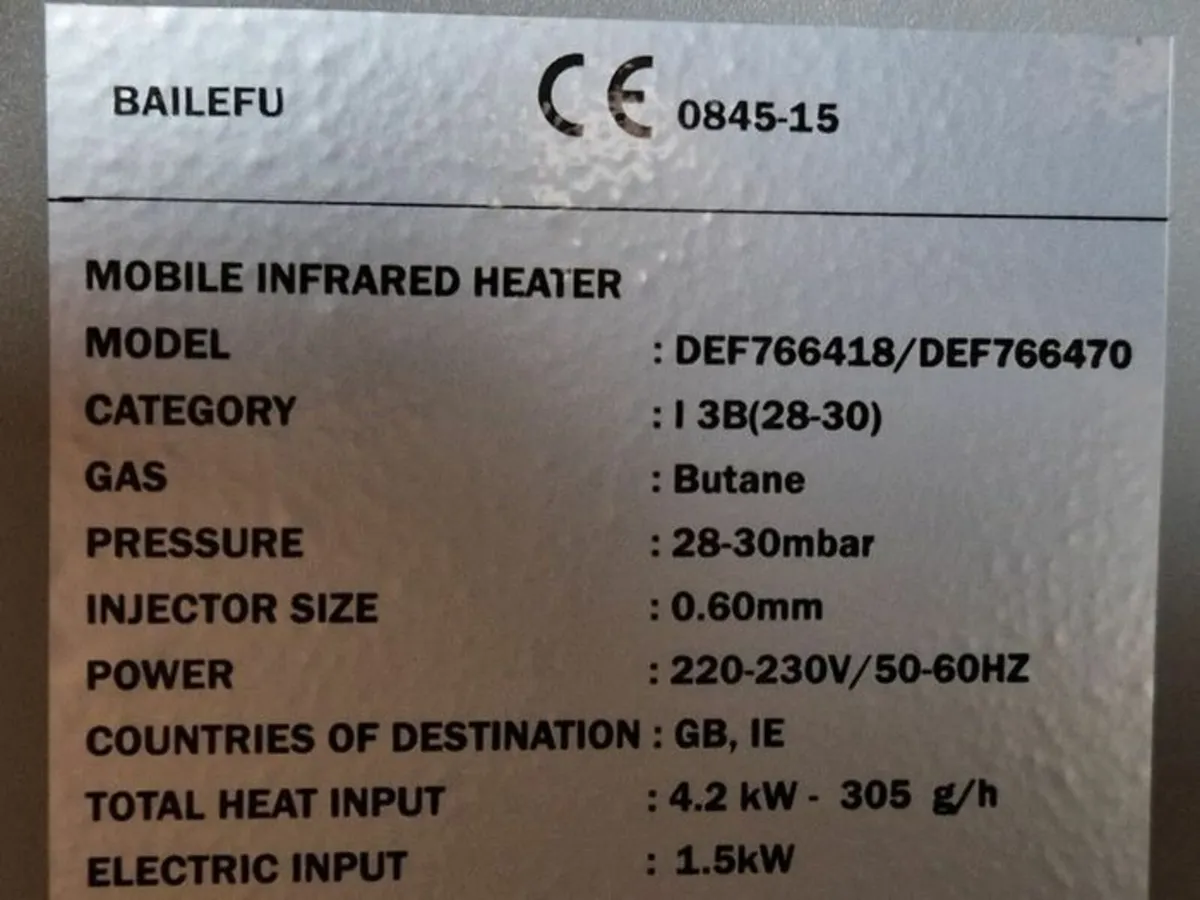 BAILEFU CE 0845-15
MOBILE INFRARED HEATER
MODEL : DEF766418/DEF766470
CATEGORY : I 3B(28-30)
GAS : Butane
PRESSURE : 28-30mbar
INJECTOR SIZE : 0.60mm
POWER : 220-230V/50-60HZ
COUNTRIES OF DESTINATION : GB, IE
TOTAL HEAT INPUT : 4.2 kW - 305 g/h
ELECTRIC INPUT : 1.5kW